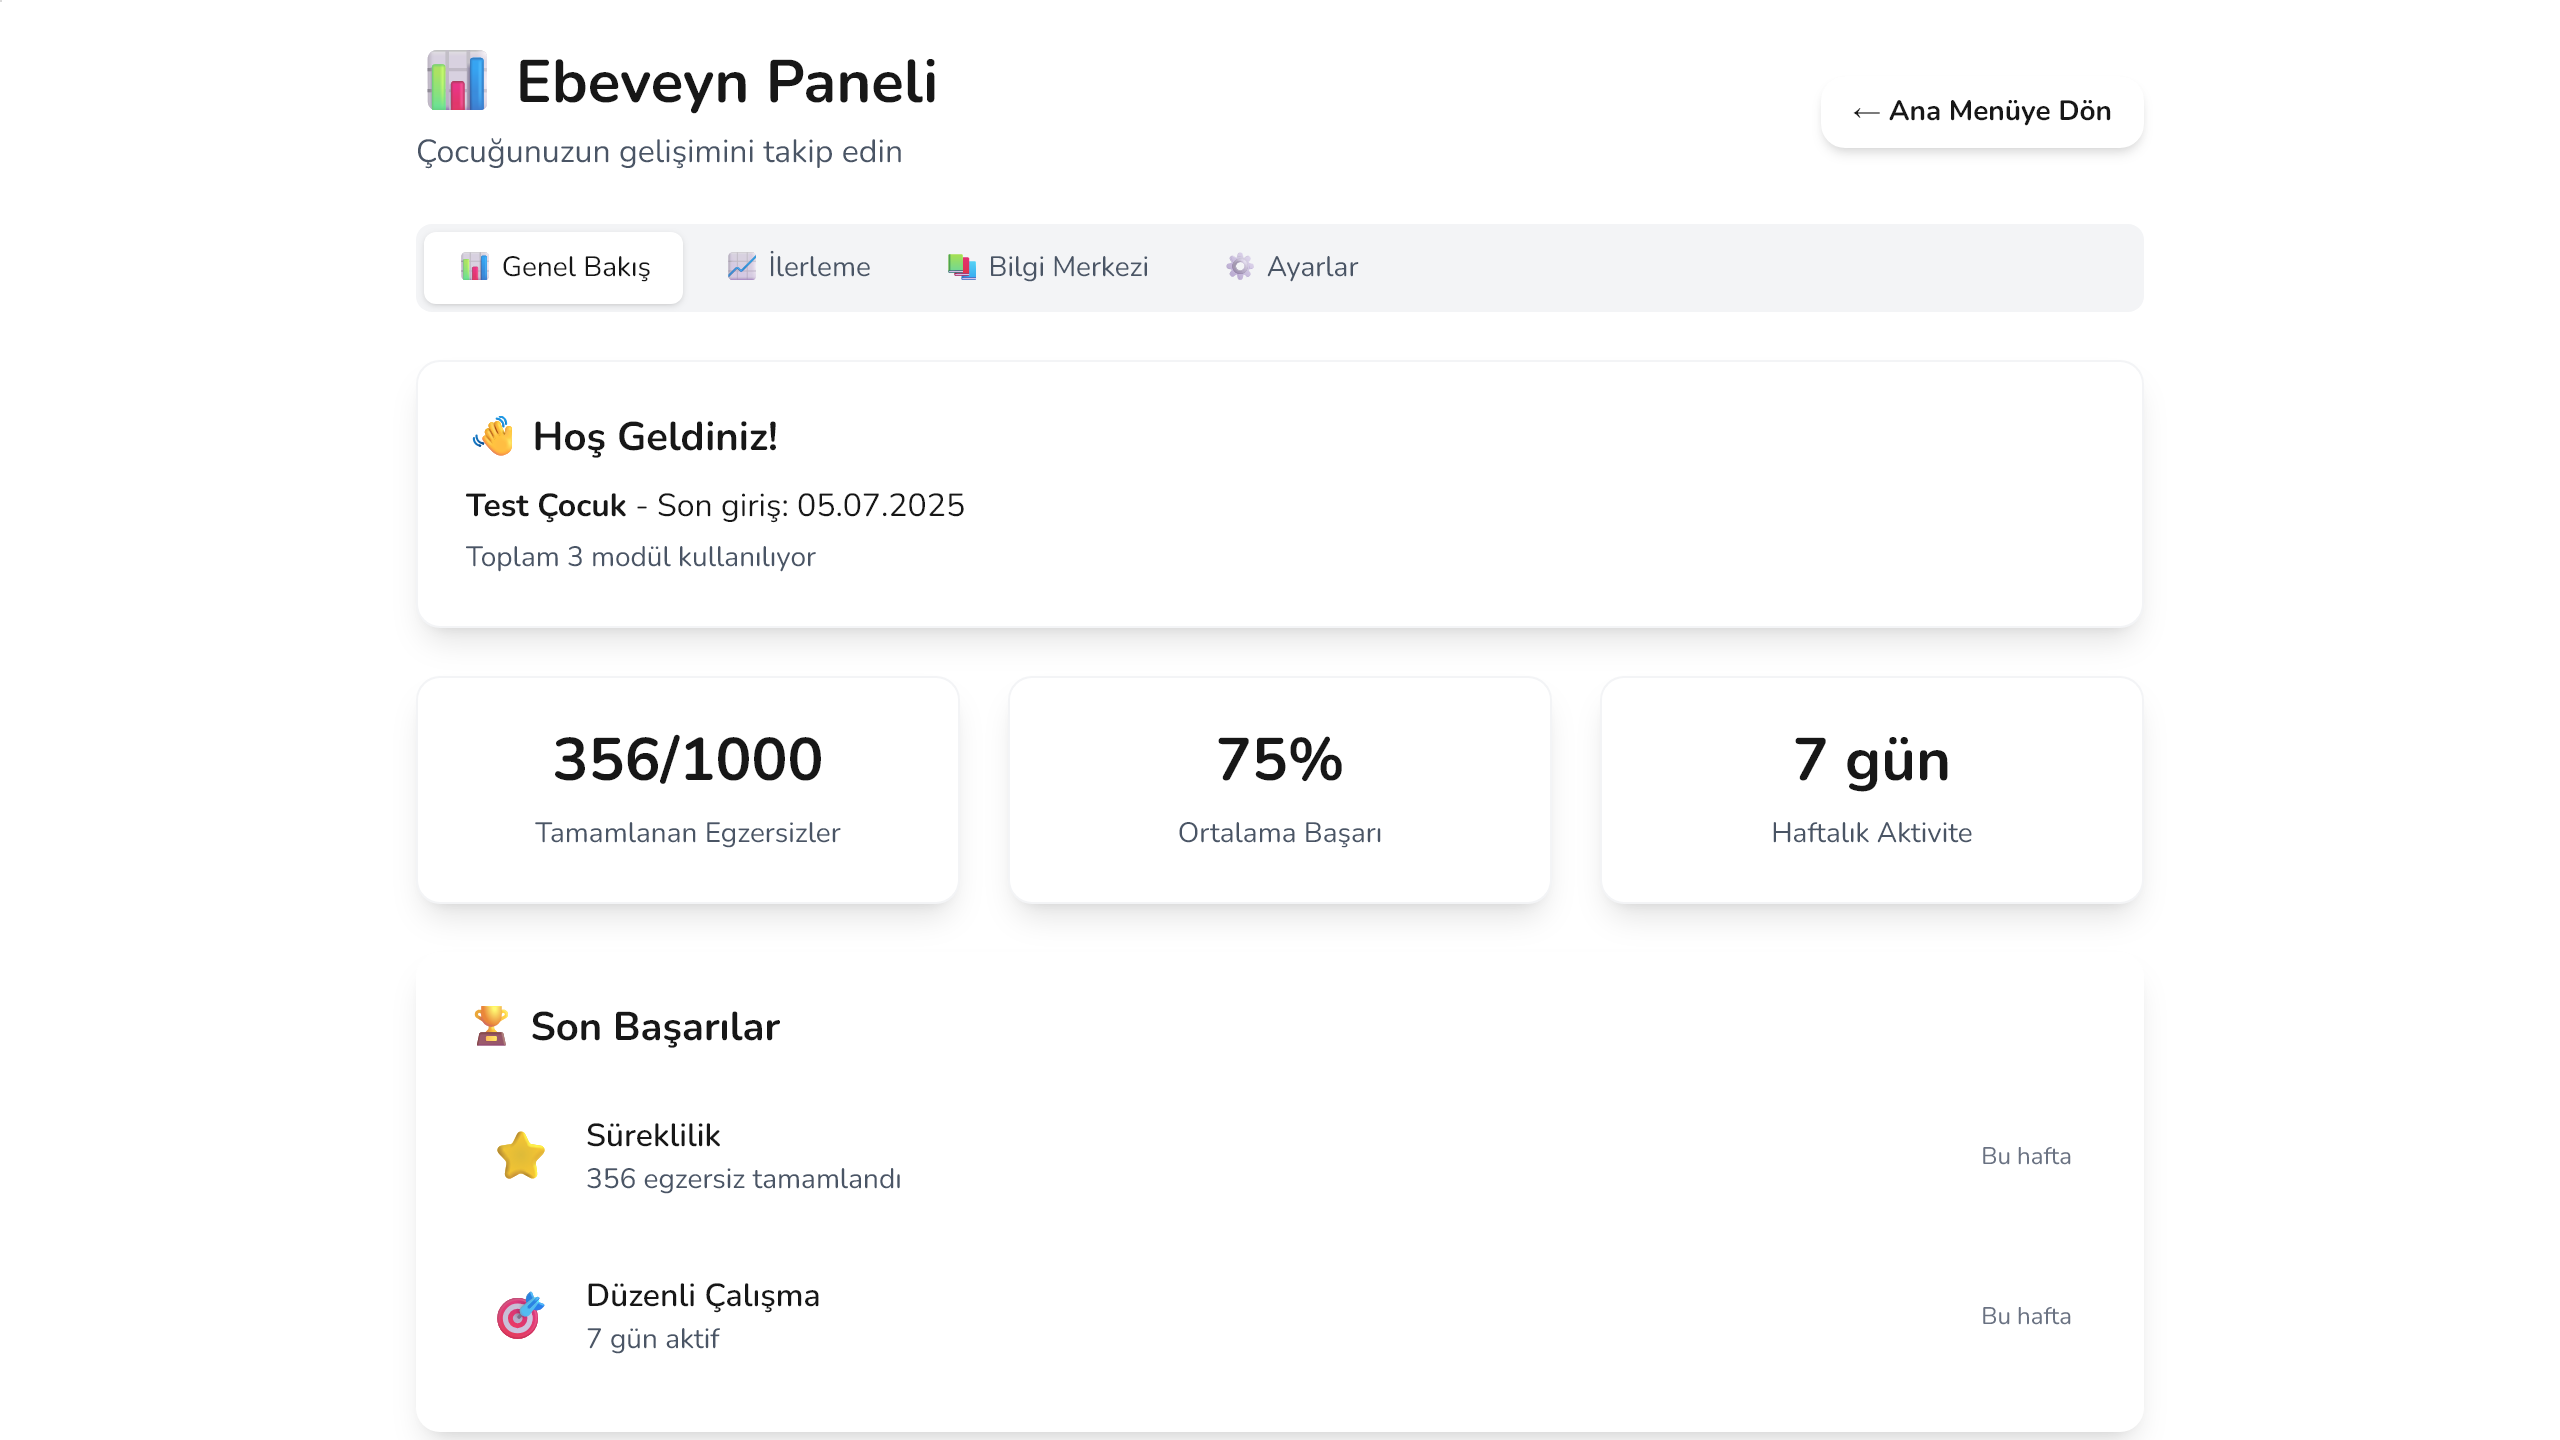 Ebeveyn Paneli
Çocuğunuzun gelişimini takip edin
← Ana Menüye Dön
Genel Bakış
İlerleme
Bilgi Merkezi
Ayarlar
Hoş Geldiniz!
Test Çocuk - Son giriş: 05.07.2025
Toplam 3 modül kullanılıyor
356/1000
Tamamlanan Egzersizler
75%
Ortalama Başarı
7 gün
Haftalık Aktivite
Son Başarılar
Süreklilik
356 egzersiz tamamlandı
Bu hafta
Düzenli Çalışma
7 gün aktif
Bu hafta